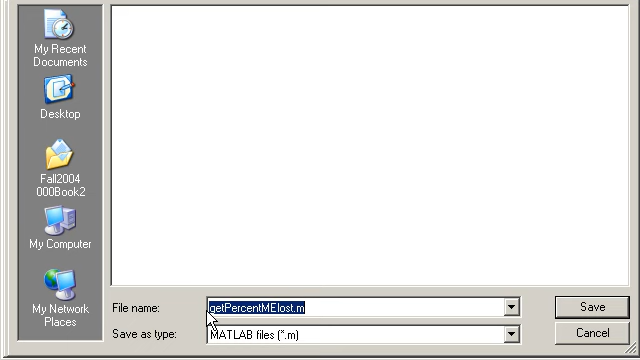 My Recent
Documents
Desktop
Fall2004
000Book2
My Computer
My Network
Places
File name:
getPercentMElost.m
Save
Save as type:
MATLAB files (*.m)
Cancel